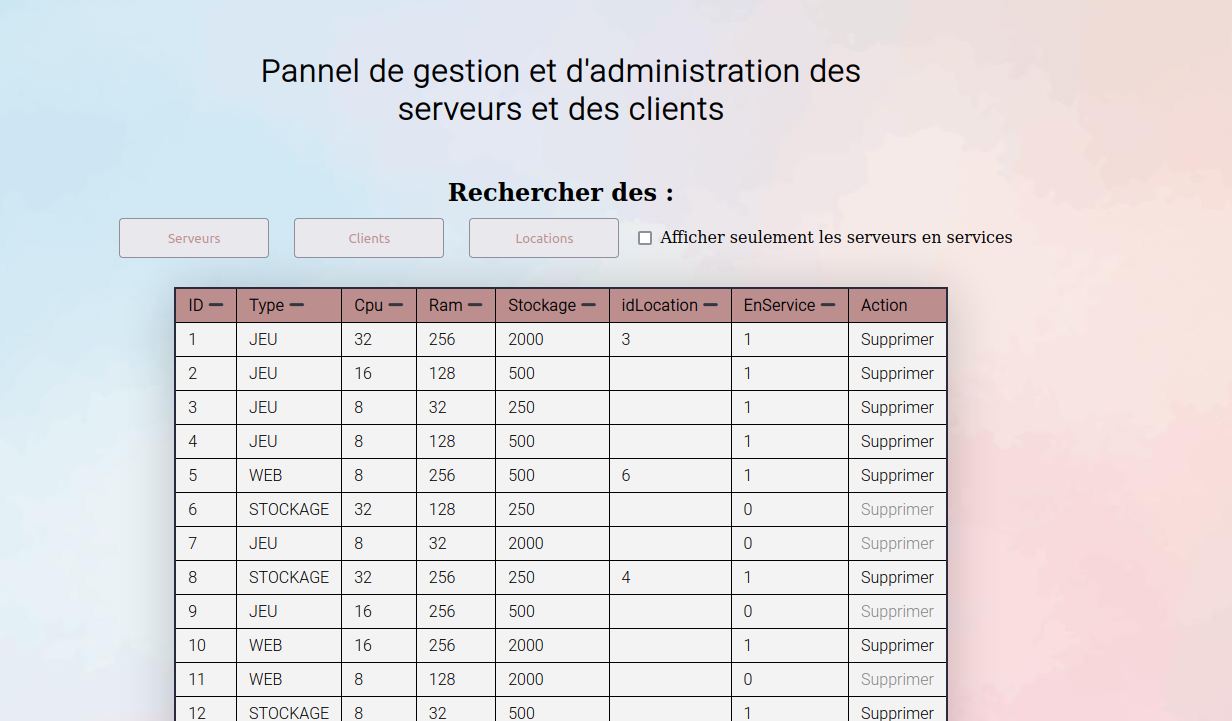 Pannel de gestion et d'administration des
serveurs et des clients
Rechercher des :
Serveurs Clients Locations Afficher seulement les serveurs en services
ID Type Cpu Ram Stockage idLocation EnService Action
1 JEU 32 256 2000 3 1 Supprimer
2 JEU 16 128 500 1 Supprimer
3 JEU 8 32 250 1 Supprimer
4 JEU 8 128 500 1 Supprimer
5 WEB 8 256 500 6 1 Supprimer
6 STOCKAGE 32 128 250 0 Supprimer
7 JEU 8 32 2000 0 Supprimer
8 STOCKAGE 32 256 250 4 1 Supprimer
9 JEU 16 256 500 0 Supprimer
10 WEB 16 256 2000 1 Supprimer
11 WEB 8 128 2000 0 Supprimer
12 STOCKAGE 8 32 500 1 Supprimer